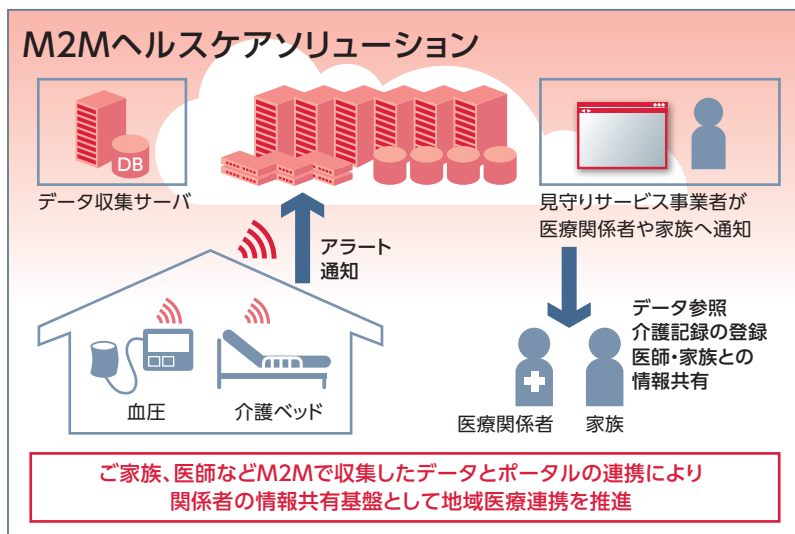 M2Mヘルスケアソリューション
DB
データ収集サーバ
見守りサービス事業者が
医療関係者や家族へ通知
アラート
通知
血圧
介護ベッド
データ参照
介護記録の登録
医師・家族との
情報共有
医療関係者
家族
ご家族、医師などM2Mで収集したデータとポータルの連携により
関係者の情報共有基盤として地域医療連携を推進